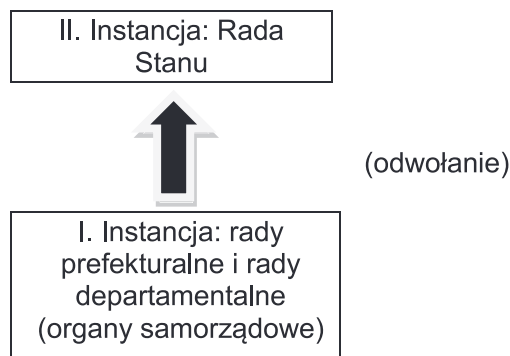 II. Instancja: Rada
Stanu
(odwołanie)
I. Instancja: rady
prefekturalne i rady
departamentalne
(organy samorządowe)